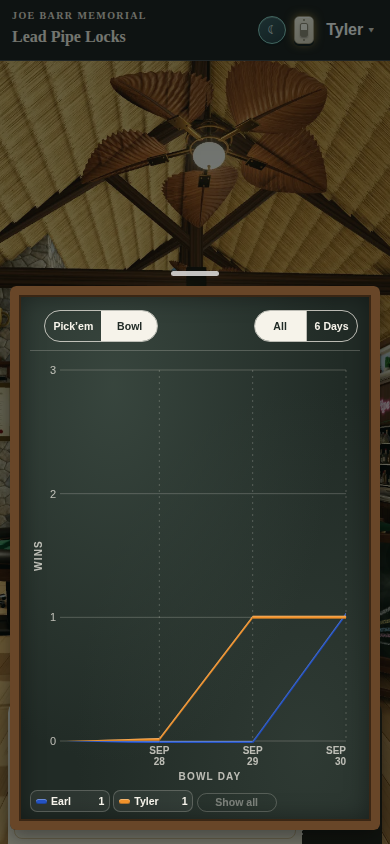 JOE BARR MEMORIAL
Lead Pipe Locks
Tyler
Pick'em Bowl
All 6 Days
3
2
WINS
1
0
SEP 28
SEP 29
SEP 30
BOWL DAY
Earl 1
Tyler 1
Show all